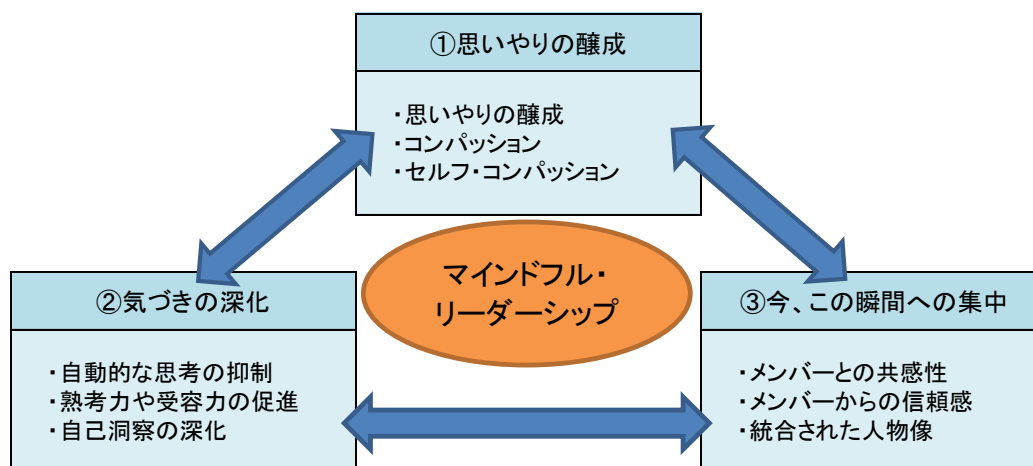 ①思いやりの醸成
・思いやりの醸成
・コンパッション
・セルフ・コンパッション
マインドフル・
リーダーシップ
②気づきの深化
・自動的な思考の抑制
・熟考力や受容力の促進
・自己洞察の深化
③今、この瞬間への集中
・メンバーとの共感性
・メンバーからの信頼感
・統合された人物像